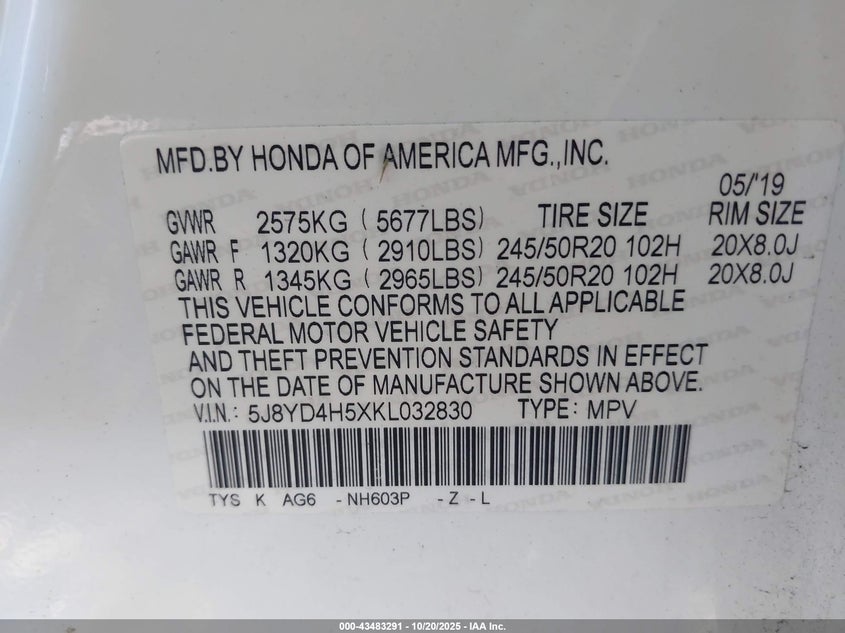 MFD.BY HONDA OF AMERICA MFG.,INC.
05/'19
GVWR 2575KG ( 5677LBS) TIRE SIZE RIM SIZE
GAWR F 1320KG ( 2910LBS) 245/50R20 102H 20X8.0J
GAWR R 1345KG ( 2965LBS) 245/50R20 102H 20X8.0J
THIS VEHICLE CONFORMS TO ALL APPLICABLE
FEDERAL MOTOR VEHICLE SAFETY
AND THEFT PREVENTION STANDARDS IN EFFECT
ON THE DATE OF MANUFACTURE SHOWN ABOVE.
V.I.N.: 5J8YD4H5XKL032830 TYPE: MPV
TYS K AG6 -NH603P -Z -L
000-43483291 - 10/20/2025 - IAA Inc.